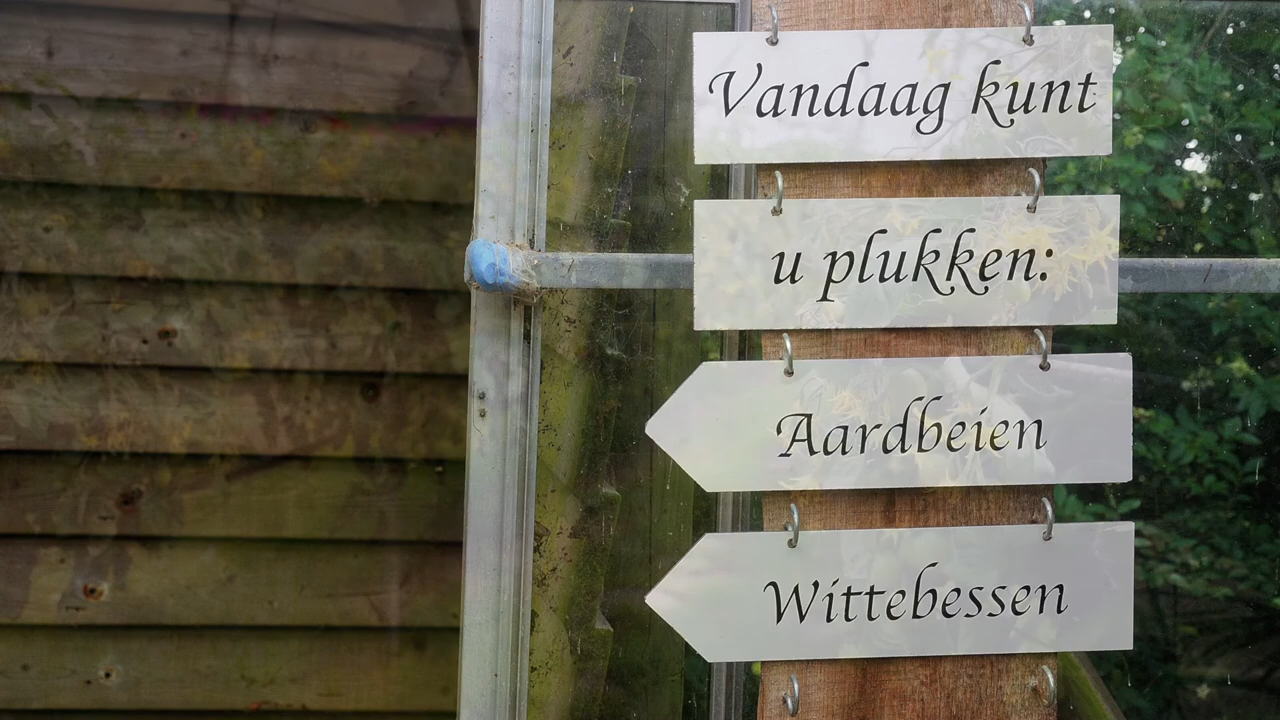 Vandaag kunt
u plukken:
Aardbeien
Wittebessen